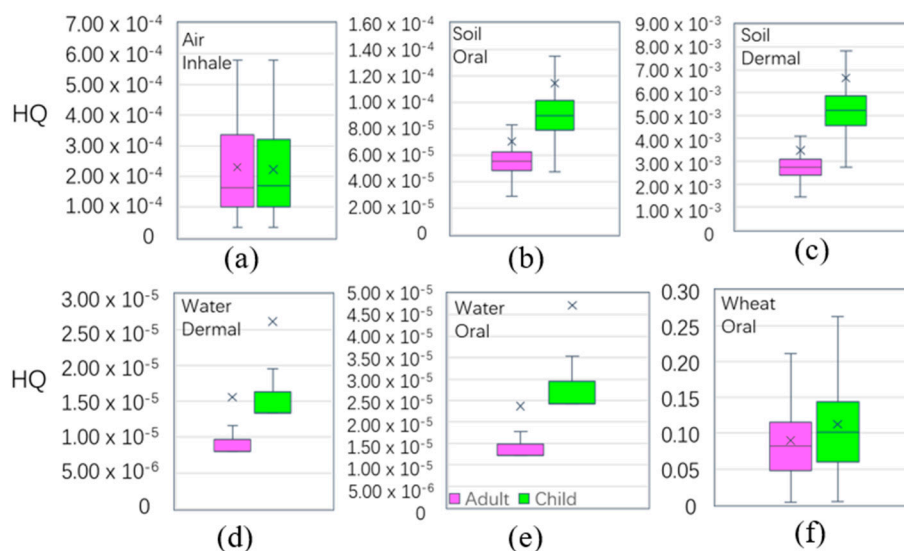 HQ
7.00 x 10⁻⁴
6.00 x 10⁻⁴
5.00 x 10⁻⁴
4.00 x 10⁻⁴
3.00 x 10⁻⁴
2.00 x 10⁻⁴
1.00 x 10⁻⁴
0
Air
Inhale
(a)
1.60 x 10⁻⁴
1.40 x 10⁻⁴
1.20 x 10⁻⁴
1.00 x 10⁻⁴
8.00 x 10⁻⁵
6.00 x 10⁻⁵
4.00 x 10⁻⁵
2.00 x 10⁻⁵
0
Soil
Oral
(b)
9.00 x 10⁻³
8.00 x 10⁻³
7.00 x 10⁻³
6.00 x 10⁻³
5.00 x 10⁻³
4.00 x 10⁻³
3.00 x 10⁻³
2.00 x 10⁻³
1.00 x 10⁻³
0
Soil
Dermal
(c)
HQ
3.00 x 10⁻⁵
2.50 x 10⁻⁵
2.00 x 10⁻⁵
1.50 x 10⁻⁵
1.00 x 10⁻⁵
5.00 x 10⁻⁶
0
Water
Dermal
(d)
5.00 x 10⁻⁵
4.50 x 10⁻⁵
4.00 x 10⁻⁵
3.50 x 10⁻⁵
3.00 x 10⁻⁵
2.50 x 10⁻⁵
2.00 x 10⁻⁵
1.50 x 10⁻⁵
1.00 x 10⁻⁵
5.00 x 10⁻⁶
0
Water
Oral
Adult Child
(e)
0.30
0.25
0.20
0.15
0.10
0.05
0
Wheat
Oral
(f)